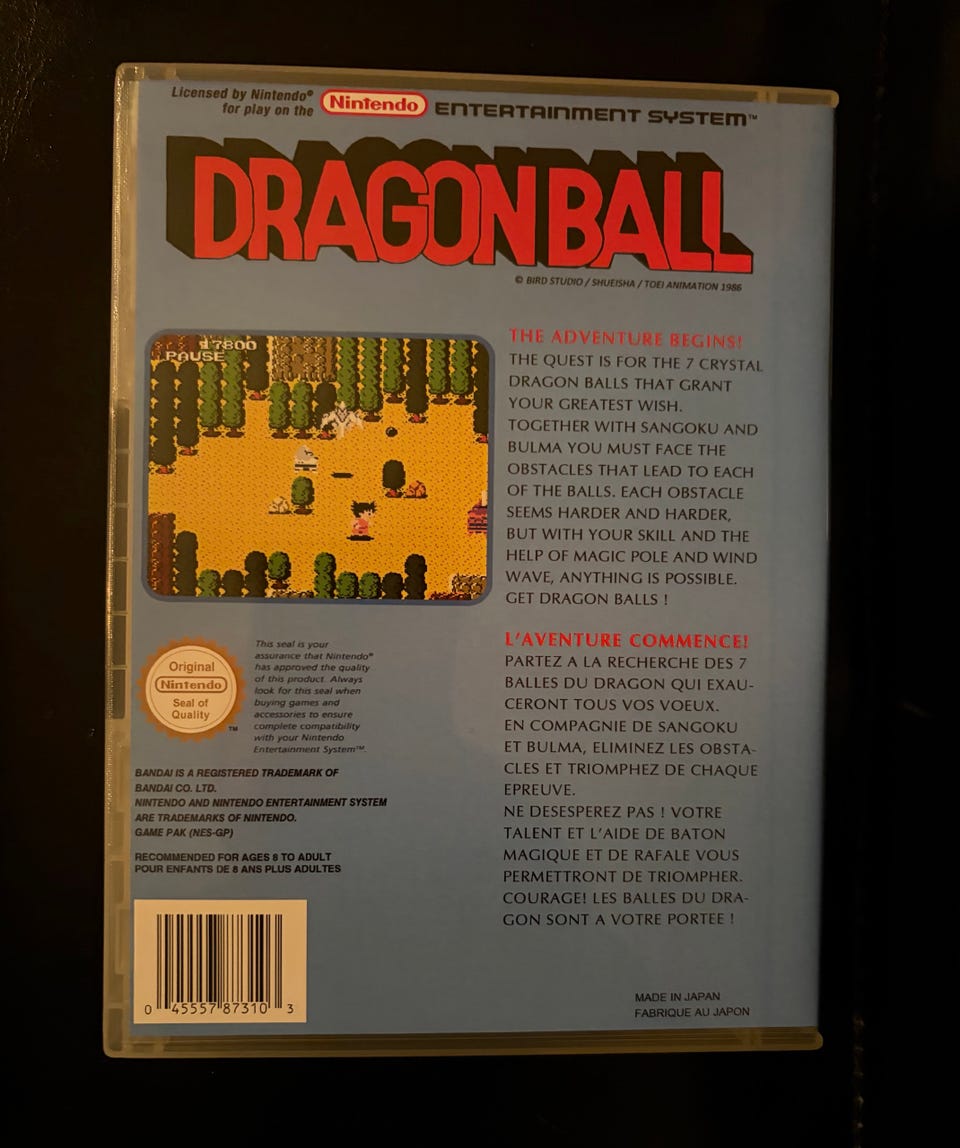 Licensed by Nintendo®
for play on the
Nintendo ENTERTAINMENT SYSTEM™
DRAGON BALL
© BIRD STUDIO / SHUEISHA / TOEI ANIMATION 1986
17800
PAUSE
THE ADVENTURE BEGINS!
THE QUEST IS FOR THE 7 CRYSTAL
DRAGON BALLS THAT GRANT
YOUR GREATEST WISH.
TOGETHER WITH SANGOKU AND
BULMA YOU MUST FACE THE
OBSTACLES THAT LEAD TO EACH
OF THE BALLS. EACH OBSTACLE
SEEMS HARDER AND HARDER,
BUT WITH YOUR SKILL AND THE
HELP OF MAGIC POLE AND WIND
WAVE, ANYTHING IS POSSIBLE.
GET DRAGON BALLS !
L'AVENTURE COMMENCE!
PARTEZ A LA RECHERCHE DES 7
BALLES DU DRAGON QUI EXAU-
CERONT TOUS VOS VOEUX.
EN COMPAGNIE DE SANGOKU
ET BULMA, ELIMINEZ LES OBSTA-
CLES ET TRIOMPHEZ DE CHAQUE
EPREUVE.
NE DESESPEREZ PAS ! VOTRE
TALENT ET L'AIDE DE BATON
MAGIQUE ET DE RAFALE VOUS
PERMETTRONT DE TRIOMPHER.
COURAGE! LES BALLES DU DRA-
GON SONT A VOTRE PORTEE !
Original
Nintendo
Seal of
Quality
TM
This seal is your
assurance that Nintendo®
has approved the quality
of this product. Always
look for this seal when
buying games and
accessories to ensure
complete compatibility
with your Nintendo
Entertainment System™.
BANDAI IS A REGISTERED TRADEMARK OF
BANDAI CO. LTD.
NINTENDO AND NINTENDO ENTERTAINMENT SYSTEM
ARE TRADEMARKS OF NINTENDO.
GAME PAK (NES-GP)
RECOMMENDED FOR AGES 8 TO ADULT
POUR ENFANTS DE 8 ANS PLUS ADULTES
0 45557 87310 3
MADE IN JAPAN
FABRIQUE AU JAPON